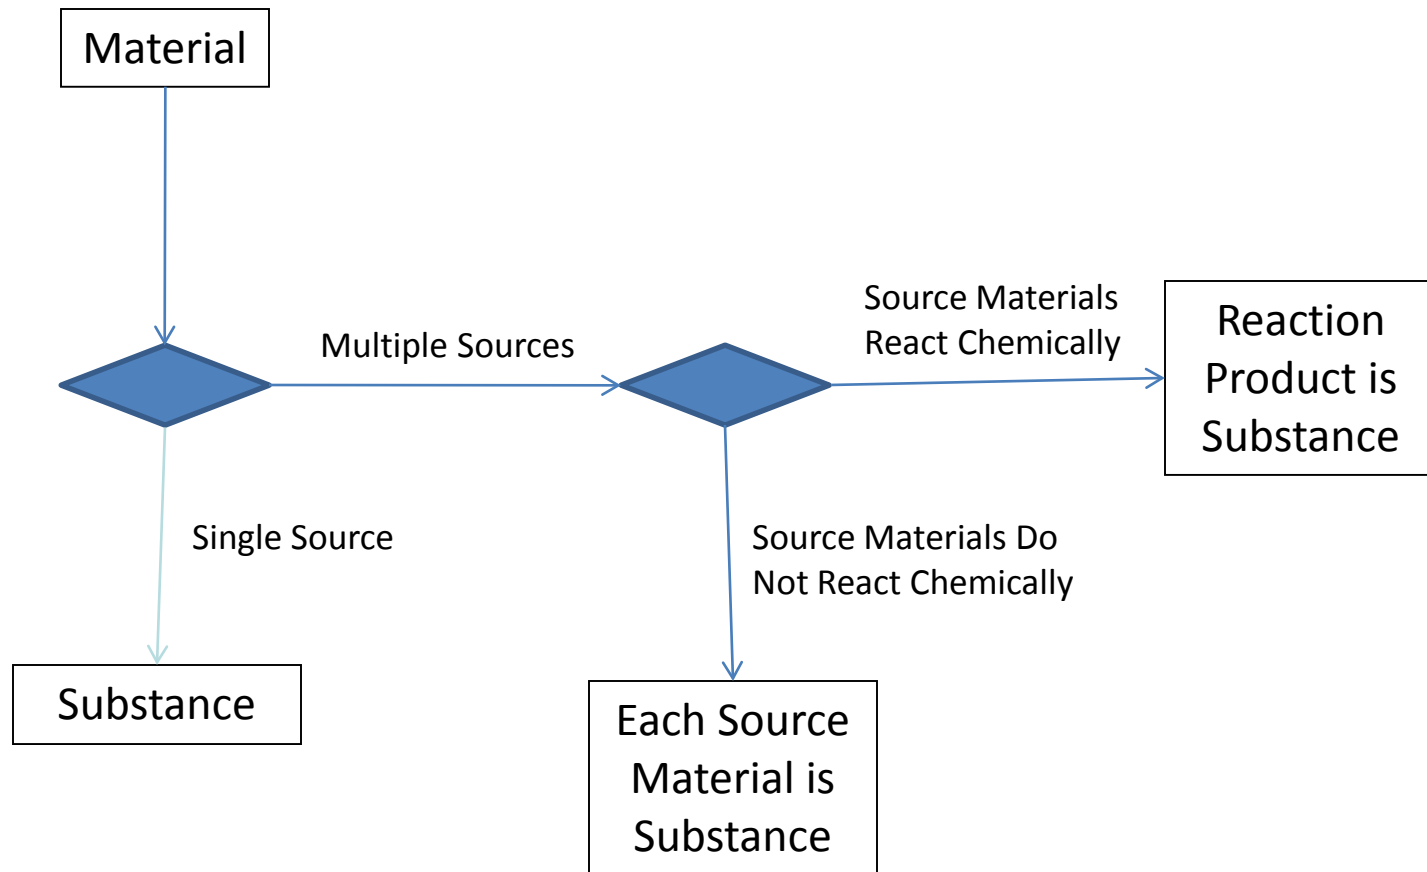 Material
Multiple Sources
Source Materials
React Chemically
Reaction
Product is
Substance
Single Source
Source Materials Do
Not React Chemically
Substance
Each Source
Material is
Substance